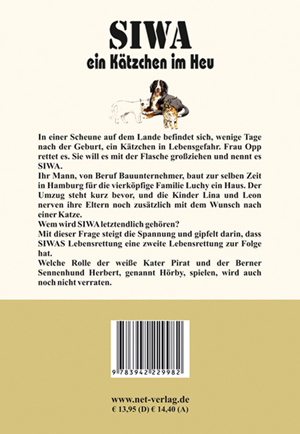 SIWA
ein Kätzchen im Heu
In einer Scheune auf dem Lande befindet sich, wenige Tage
nach der Geburt, ein Kätzchen in Lebensgefahr. Frau Opp
rettet es. Sie will es mit der Flasche großziehen und nennt es
SIWA.
Ihr Mann, von Beruf Bauunternehmer, baut zur selben Zeit
in Hamburg für die vierköpfige Familie Luchy ein Haus. Der
Umzug steht kurz bevor, und die Kinder Lina und Leon
nerven ihre Eltern noch zusätzlich mit dem Wunsch nach
einer Katze.
Wem wird SIWA letztendlich gehören?
Mit dieser Frage steigt die Spannung und gipfelt darin, dass
SIWAS Lebensrettung eine zweite Lebensrettung zur Folge
hat.
Welche Rolle der weiße Kater Pirat und der Berner
Sennenhund Herbert, genannt Hörby, spielen, wird auch
noch nicht verraten.
9 783942 229982
www.net-verlag.de
€ 13,95 (D) € 14,40 (A)